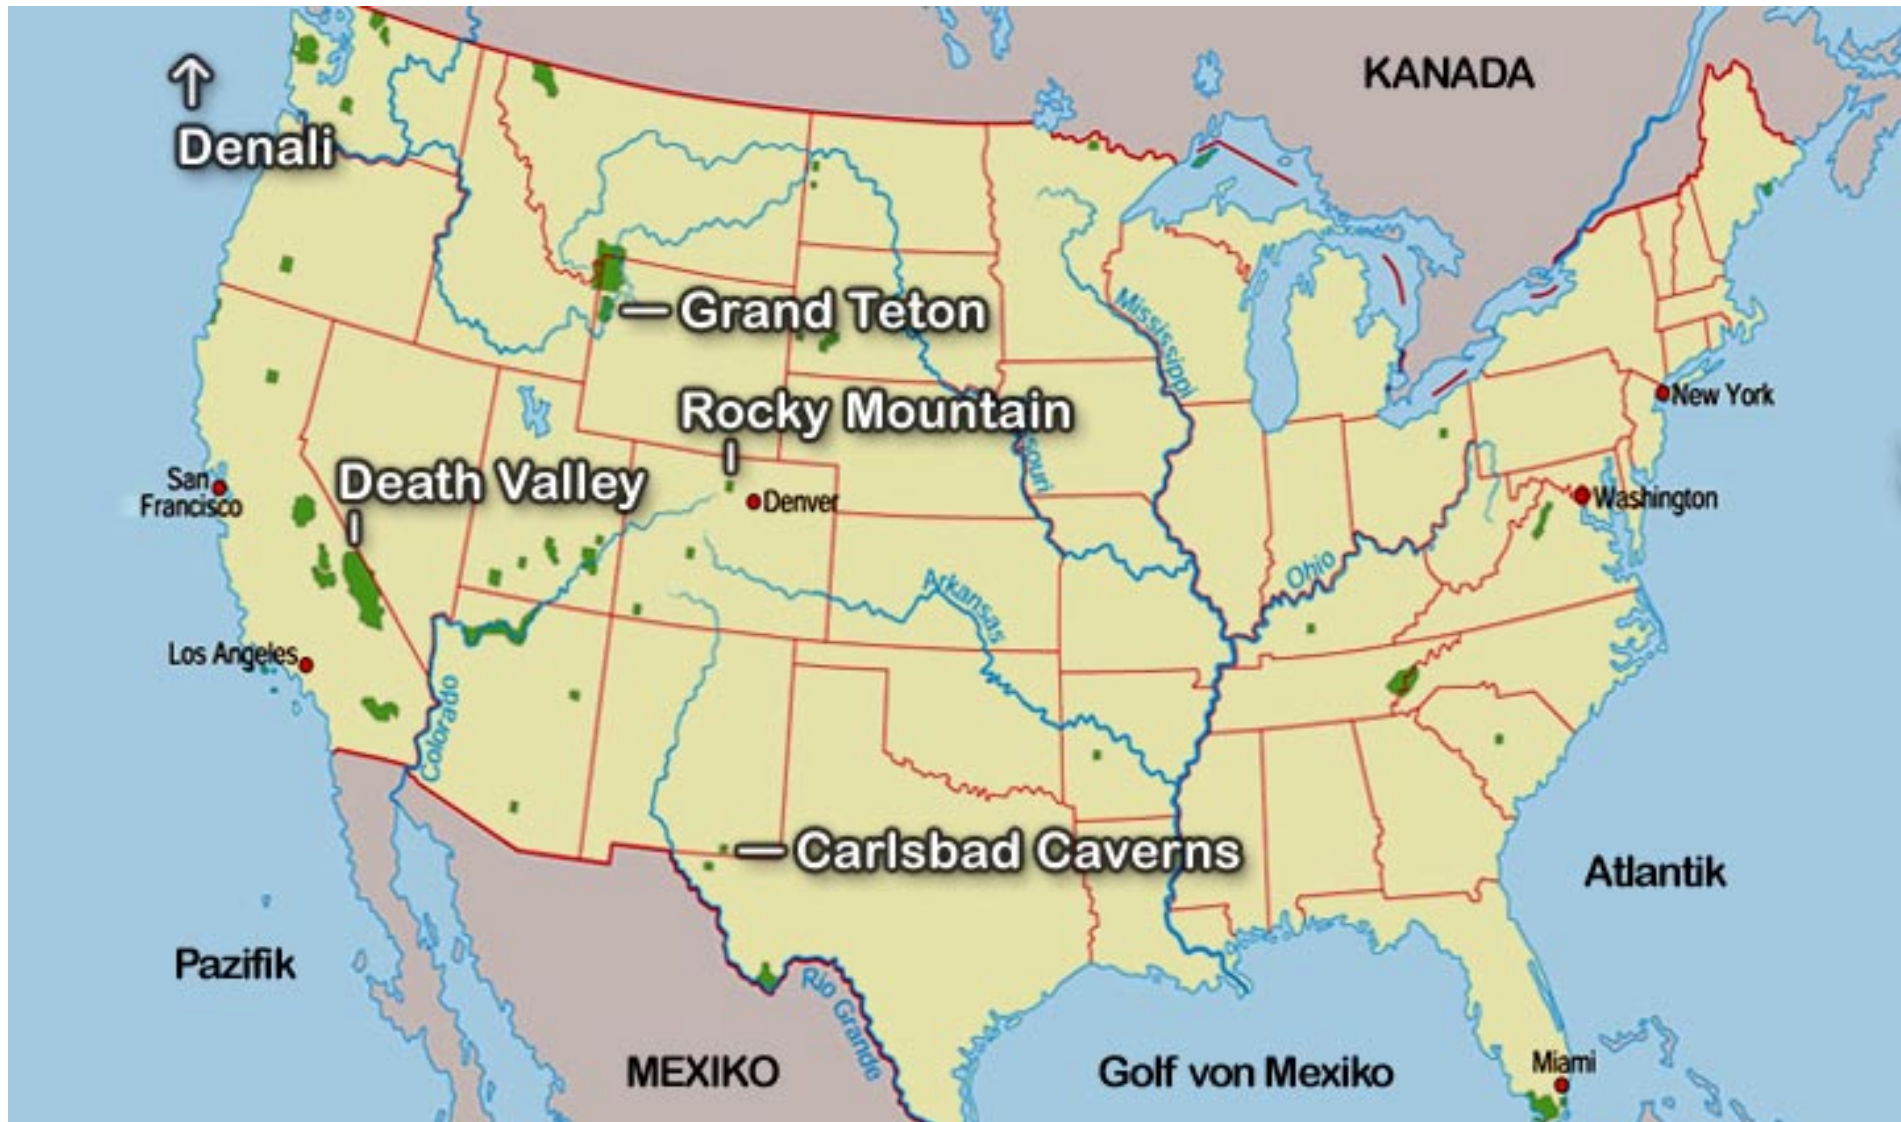 KANADA
Denali
Grand Teton
Mississippi
Rocky Mountain
New York
souri
Death Valley
San
Francisco
Denver
Washington
Ohio
Arkansas
Los Angeles
Colorado
Carlsbad Caverns
Atlantik
Pazifik
Rio Grande
MEXIKO
Golf von Mexiko
Miami